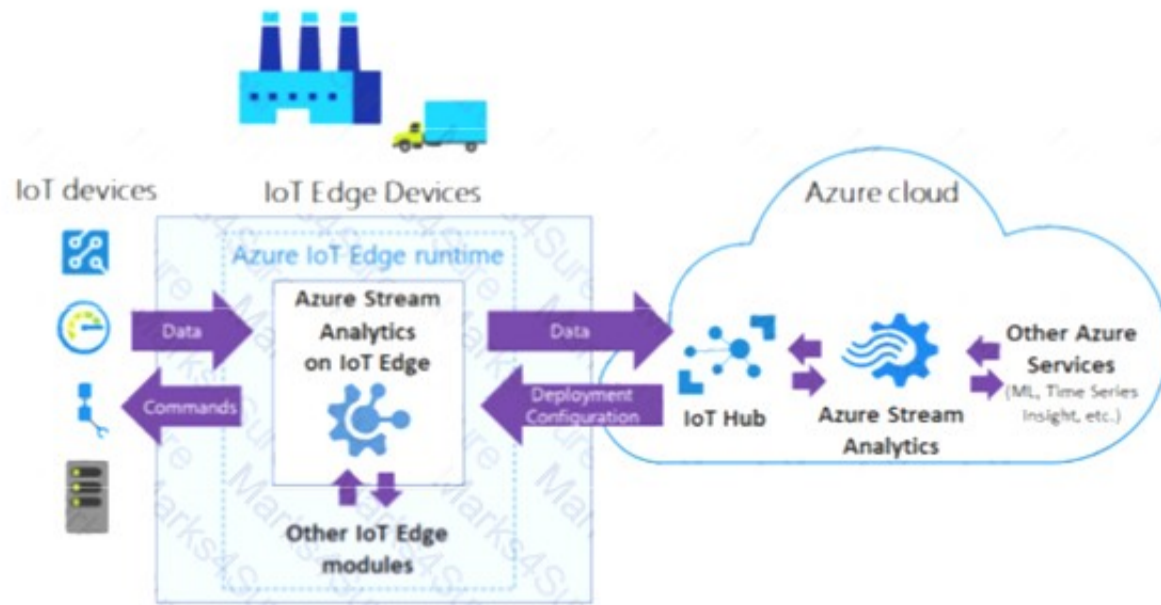 IoT devices
IoT Edge Devices
Azure cloud
Azure IoT Edge runtime
Azure Stream
Analytics
on IoT Edge
Data
Commands
Data
Deployment
Configuration
Other IoT Edge
modules
IoT Hub
Azure Stream
Analytics
Other Azure
Services
(ML, Time Series
Insight, etc.)
Marks4Sure